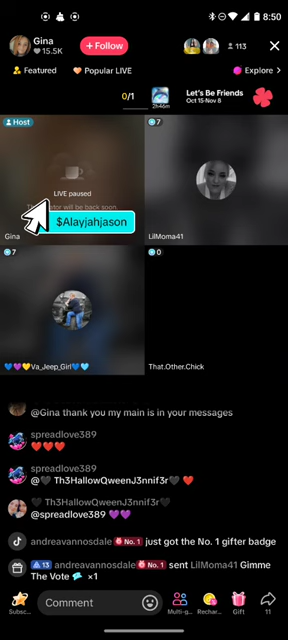 8:50
Gina
15.5K
+ Follow
113
Featured
Popular LIVE
Explore >
0/1
2h46m
Let's Be Friends
Oct 15-Nov 8
Host
LIVE paused
The creator will be back soon.
$Alayjahjason
Gina
7
LilMoma41
7
💙💜💛Va_Jeep_Girl💙💙
0
That.Other.Chick
@Gina thank you my main is in your messages
spreadlove389
❤️❤️❤️
spreadlove389
@🖤 Th3HallowQweenJ3nnif3r 🖤 ❤️
🖤 Th3HallowQweenJ3nnif3r🖤
@spreadlove389 💜💜
andreavannosdale No. 1 just got the No. 1 gifter badge
13 andreavannosdale No. 1 sent LilMoma41 Gimme
The Vote ×1
Subsc...
Comment
Multi-g...
Rechar...
Gift
11